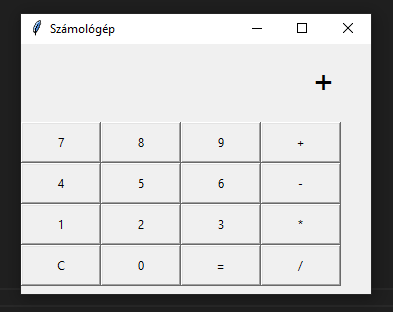 Számológép
+
7 8 9 +
4 5 6 -
1 2 3 *
C 0 = /